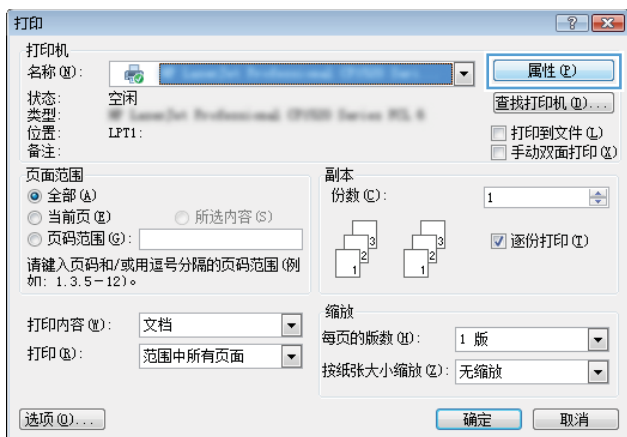 打印
打印机
名称(N):
属性(P)
状态: 空闲
类型:
查找打印机(D)...
位置: LPT1:
打印到文件(L)
备注:
手动双面打印(X)
页面范围
全部(A)
当前页(E) 所选内容(S)
页码范围(G):
请键入页码和/或用逗号分隔的页码范围(例
如: 1.3.5-12)。
副本
份数(C): 1
3
2
1
3
2
1
逐份打印(T)
打印内容(W): 文档
打印(R): 范围中所有页面
缩放
每页的版数(H): 1 版
按纸张大小缩放(Z): 无缩放
选项(O)...
确定 取消